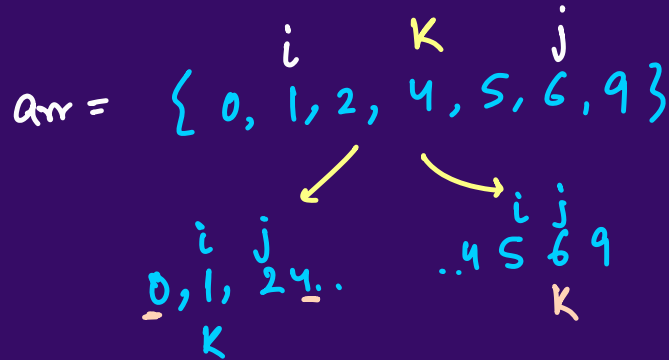 i K j
arr = { 0, 1, 2, 4, 5, 6, 9 }
i j i j
0, 1, 2 4.. ..4 5 6 9
K K